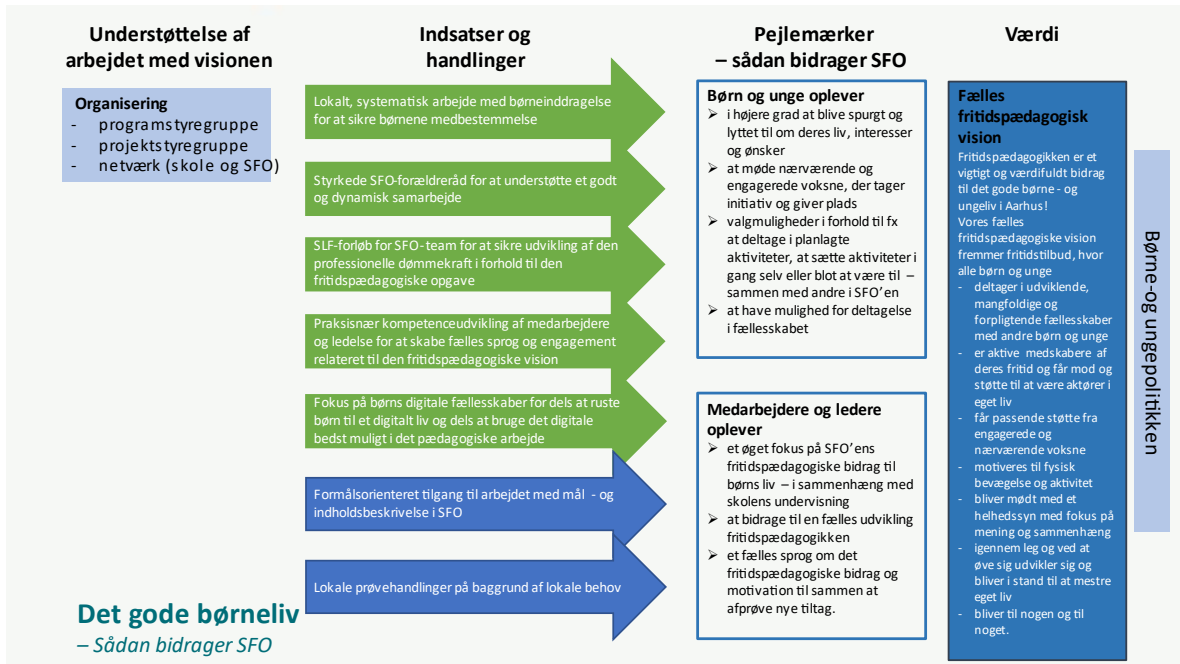 Understøttelse af
arbejdet med visionen
Organisering
- programstyregruppe
- projektstyregruppe
- netværk (skole og SFO)
Indsatser og
handlinger
Lokalt, systematisk arbejde med børneinddragelse
for at sikre børnene medbestemmelse
Styrkede SFO-forældreråd for at understøtte et godt
og dynamisk samarbejde
SLF-forløb for SFO-team for at sikre udvikling af den
professionelle dømmekraft i forhold til den
fritidspædagogiske opgave
Praksisnær kompetenceudvikling af medarbejdere
og ledelse for at skabe fælles sprog og engagement
relateret til den fritidspædagogiske vision
Fokus på børns digitale fællesskaber for dels at ruste
børn til et digitalt liv og dels at bruge det digitale
bedst muligt i det pædagogiske arbejde
Formålsorienteret tilgang til arbejdet med mål - og
indholdsbeskrivelse i SFO
Lokale prøvehandlinger på baggrund af lokale behov
Pejlemærker
– sådan bidrager SFO
Børn og unge oplever
➢ i højere grad at blive spurgt og
lyttet til om deres liv, interesser
og ønsker
➢ at møde nærværende og
engagerede voksne, der tager
initiativ og giver plads
➢ valgmuligheder i forhold til fx
at deltage i planlagte
aktiviteter, at sætte aktiviteter i
gang selv eller blot at være til –
sammen med andre i SFO'en
➢ at have mulighed for deltagelse
i fællesskabet
Medarbejdere og ledere
oplever
➢ et øget fokus på SFO'ens
fritidspædagogiske bidrag til
børns liv – i sammenhæng med
skolens undervisning
➢ at bidrage til en fælles udvikling
fritidspædagogikken
➢ et fælles sprog om det
fritidspædagogiske bidrag og
motivation til sammen at
afprøve nye tiltag.
Værdi
Fælles
fritidspædagogisk
vision
Fritidspædagogikken er et
vigtigt og værdifuldt bidrag
til det gode børne - og
ungeliv i Aarhus!
Vores fælles
fritidspædagogiske vision
fremmer fritidstilbud, hvor
alle børn og unge
- deltager i udviklende,
mangfoldige og
forpligtende fællesskaber
med andre børn og unge
- er aktive medskabere af
deres fritid og får mod og
støtte til at være aktører i
eget liv
- får passende støtte fra
engagerede og
nærværende voksne
- motiveres til fysisk
bevægelse og aktivitet
- bliver mødt med et
helhedssyn med fokus på
mening og sammenhæng
- igennem leg og ved at
øve sig udvikler sig og
bliver i stand til at mestre
eget liv
- bliver til nogen og til
noget.
Børne-og ungepolitikken
Det gode børneliv
– Sådan bidrager SFO